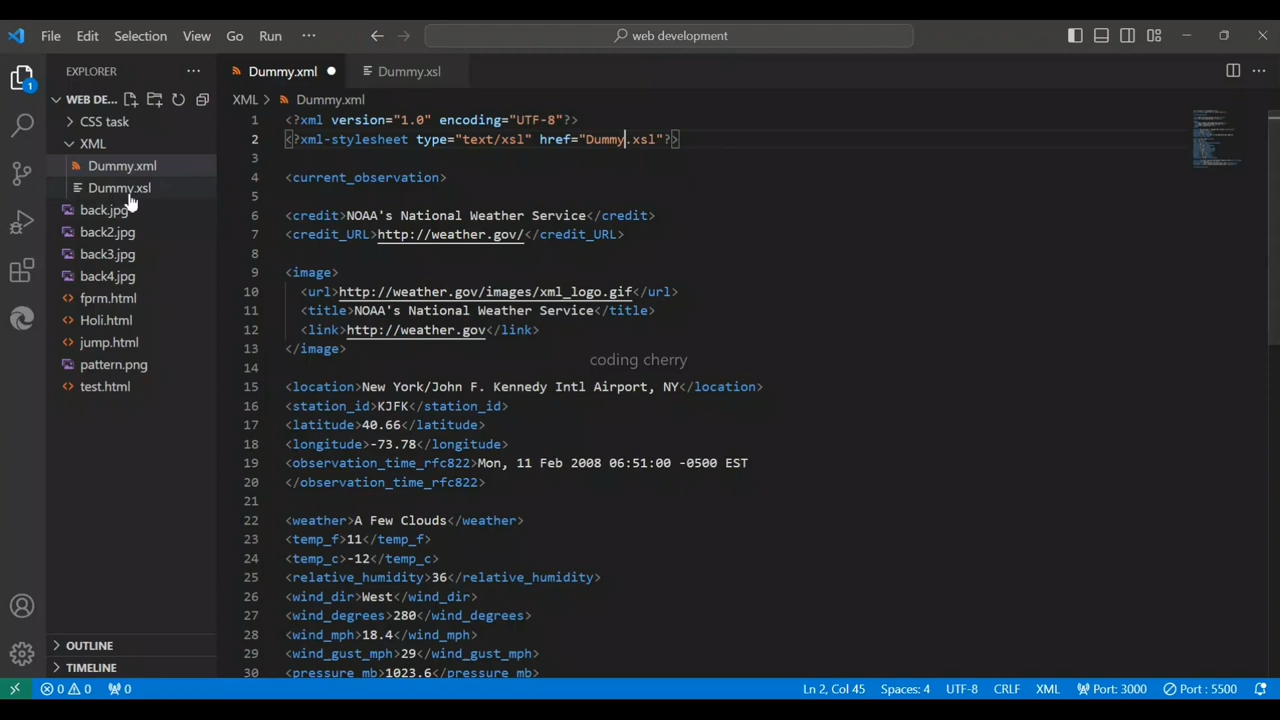 File Edit Selection View Go Run ··· web development
EXPLORER ···
WEB DE...
CSS task
XML
Dummy.xml
Dummy.xsl
back.jpg
back2.jpg
back3.jpg
back4.jpg
fprm.html
Holi.html
jump.html
pattern.png
test.html
OUTLINE
TIMELINE
1
Dummy.xml Dummy.xsl
XML > Dummy.xml
1 <?xml version="1.0" encoding="UTF-8"?>
2 <?xml-stylesheet type="text/xsl" href="Dummy.xsl"?>
3
4 <current_observation>
5
6 <credit>NOAA's National Weather Service</credit>
7 <credit_URL>http://weather.gov/</credit_URL>
8
9 <image>
10 <url>http://weather.gov/images/xml_logo.gif</url>
11 <title>NOAA's National Weather Service</title>
12 <link>http://weather.gov</link>
13 </image>
coding cherry
14
15 <location>New York/John F. Kennedy Intl Airport, NY</location>
16 <station_id>KJFK</station_id>
17 <latitude>40.66</latitude>
18 <longitude>-73.78</longitude>
19 <observation_time_rfc822>Mon, 11 Feb 2008 06:51:00 -0500 EST
20 </observation_time_rfc822>
21
22 <weather>A Few Clouds</weather>
23 <temp_f>11</temp_f>
24 <temp_c>-12</temp_c>
25 <relative_humidity>36</relative_humidity>
26 <wind_dir>West</wind_dir>
27 <wind_degrees>280</wind_degrees>
28 <wind_mph>18.4</wind_mph>
29 <wind_gust_mph>29</wind_gust_mph>
30 <pressure_mb>1023.6</pressure_mb>
0 0 0 Ln 2, Col 45 Spaces: 4 UTF-8 CRLF XML Port: 3000 Port : 5500